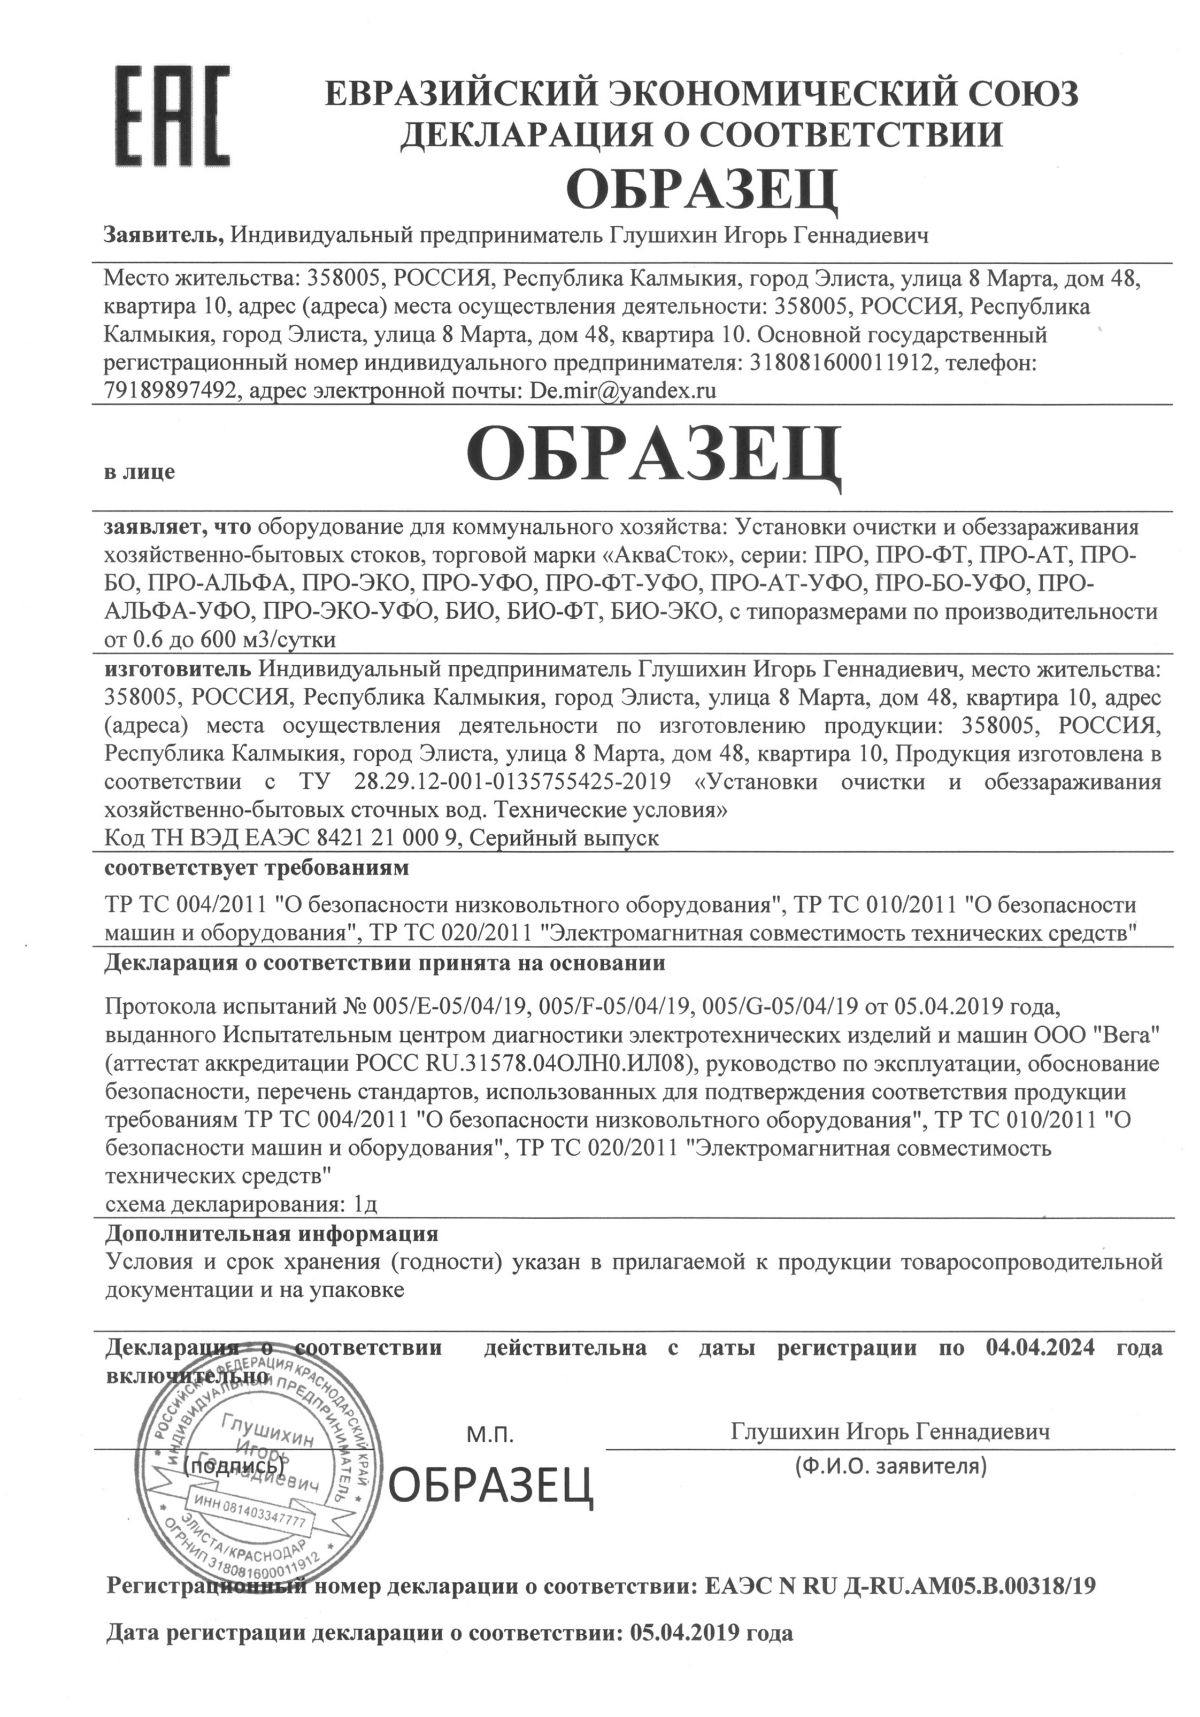 ЕАС
ЕВРАЗИЙСКИЙ ЭКОНОМИЧЕСКИЙ СОЮЗ
ДЕКЛАРАЦИЯ О СООТВЕТСТВИИ
ОБРАЗЕЦ
Заявитель, Индивидуальный предприниматель Глушихин Игорь Геннадиевич
Место жительства: 358005, РОССИЯ, Республика Калмыкия, город Элиста, улица 8 Марта, дом 48,
квартира 10, адрес (адреса) места осуществления деятельности: 358005, РОССИЯ, Республика
Калмыкия, город Элиста, улица 8 Марта, дом 48, квартира 10. Основной государственный
регистрационный номер индивидуального предпринимателя: 318081600011912, телефон:
79189897492, адрес электронной почты: De.mir@yandex.ru
в лице
ОБРАЗЕЦ
заявляет, что оборудование для коммунального хозяйства: Установки очистки и обеззараживания
хозяйственно-бытовых стоков, торговой марки «АкваСток», серии: ПРО, ПРО-ФТ, ПРО-АТ, ПРО-
БО, ПРО-АЛЬФА, ПРО-ЭКО, ПРО-УФО, ПРО-ФТ-УФО, ПРО-АТ-УФО, ПРО-БО-УФО, ПРО-
АЛЬФА-УФО, ПРО-ЭКО-УФО, БИО, БИО-ФТ, БИО-ЭКО, с типоразмерами по производительности
от 0.6 до 600 м3/сутки
изготовитель Индивидуальный предприниматель Глушихин Игорь Геннадиевич, место жительства:
358005, РОССИЯ, Республика Калмыкия, город Элиста, улица 8 Марта, дом 48, квартира 10, адрес
(адреса) места осуществления деятельности по изготовлению продукции: 358005, РОССИЯ,
Республика Калмыкия, город Элиста, улица 8 Марта, дом 48, квартира 10, Продукция изготовлена в
соответствии с ТУ 28.29.12-001-0135755425-2019 «Установки очистки и обеззараживания
хозяйственно-бытовых сточных вод. Технические условия»
Код ТН ВЭД ЕАЭС 8421 21 000 9, Серийный выпуск
соответствует требованиям
ТР ТС 004/2011 "О безопасности низковольтного оборудования", ТР ТС 010/2011 "О безопасности
машин и оборудования", ТР ТС 020/2011 "Электромагнитная совместимость технических средств"
Декларация о соответствии принята на основании
Протокола испытаний № 005/E-05/04/19, 005/F-05/04/19, 005/G-05/04/19 от 05.04.2019 года,
выданного Испытательным центром диагностики электротехнических изделий и машин ООО "Вега"
(аттестат аккредитации РОСС RU.31578.04ОЛН0.ИЛ08), руководство по эксплуатации, обоснование
безопасности, перечень стандартов, использованных для подтверждения соответствия продукции
требованиям ТР ТС 004/2011 "О безопасности низковольтного оборудования", ТР ТС 010/2011 "О
безопасности машин и оборудования", ТР ТС 020/2011 "Электромагнитная совместимость
технических средств"
схема декларирования: 1д
Дополнительная информация
Условия и срок хранения (годности) указан в прилагаемой к продукции товаросопроводительной
документации и на упаковке
Декларация о соответствии действительна с даты регистрации по 04.04.2024 года
включительно
РОССИЙСКАЯ ФЕДЕРАЦИЯ КРАСНОДАРСКИЙ КРАЙ
ИНДИВИДУАЛЬНЫЙ ПРЕДПРИНИМАТЕЛЬ
Глушихин
Игорь
Геннадиевич
ИНН 081403347777
ЭЛИСТА/КРАСНОДАР
ОГРНИП 318081600011912
(подпись)
М.П.
ОБРАЗЕЦ
Глушихин Игорь Геннадиевич
(Ф.И.О. заявителя)
Регистрационный номер декларации о соответствии: ЕАЭС N RU Д-RU.АМ05.В.00318/19
Дата регистрации декларации о соответствии: 05.04.2019 года